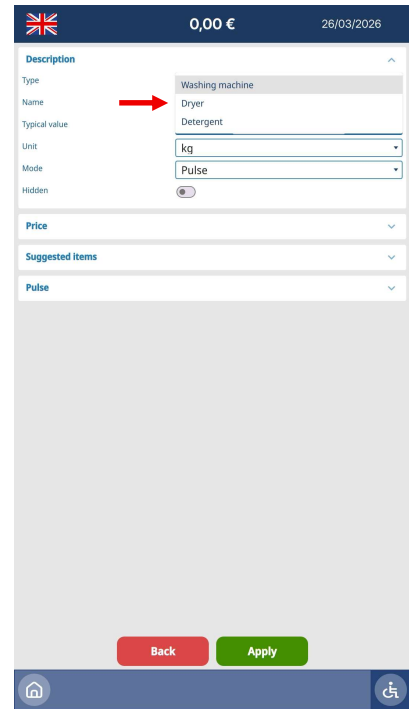 0,00 €
26/03/2026
Description
Type
Washing machine
Name
Dryer
Typical value
Detergent
Unit
kg
Mode
Pulse
Hidden
Price
Suggested items
Pulse
Back
Apply